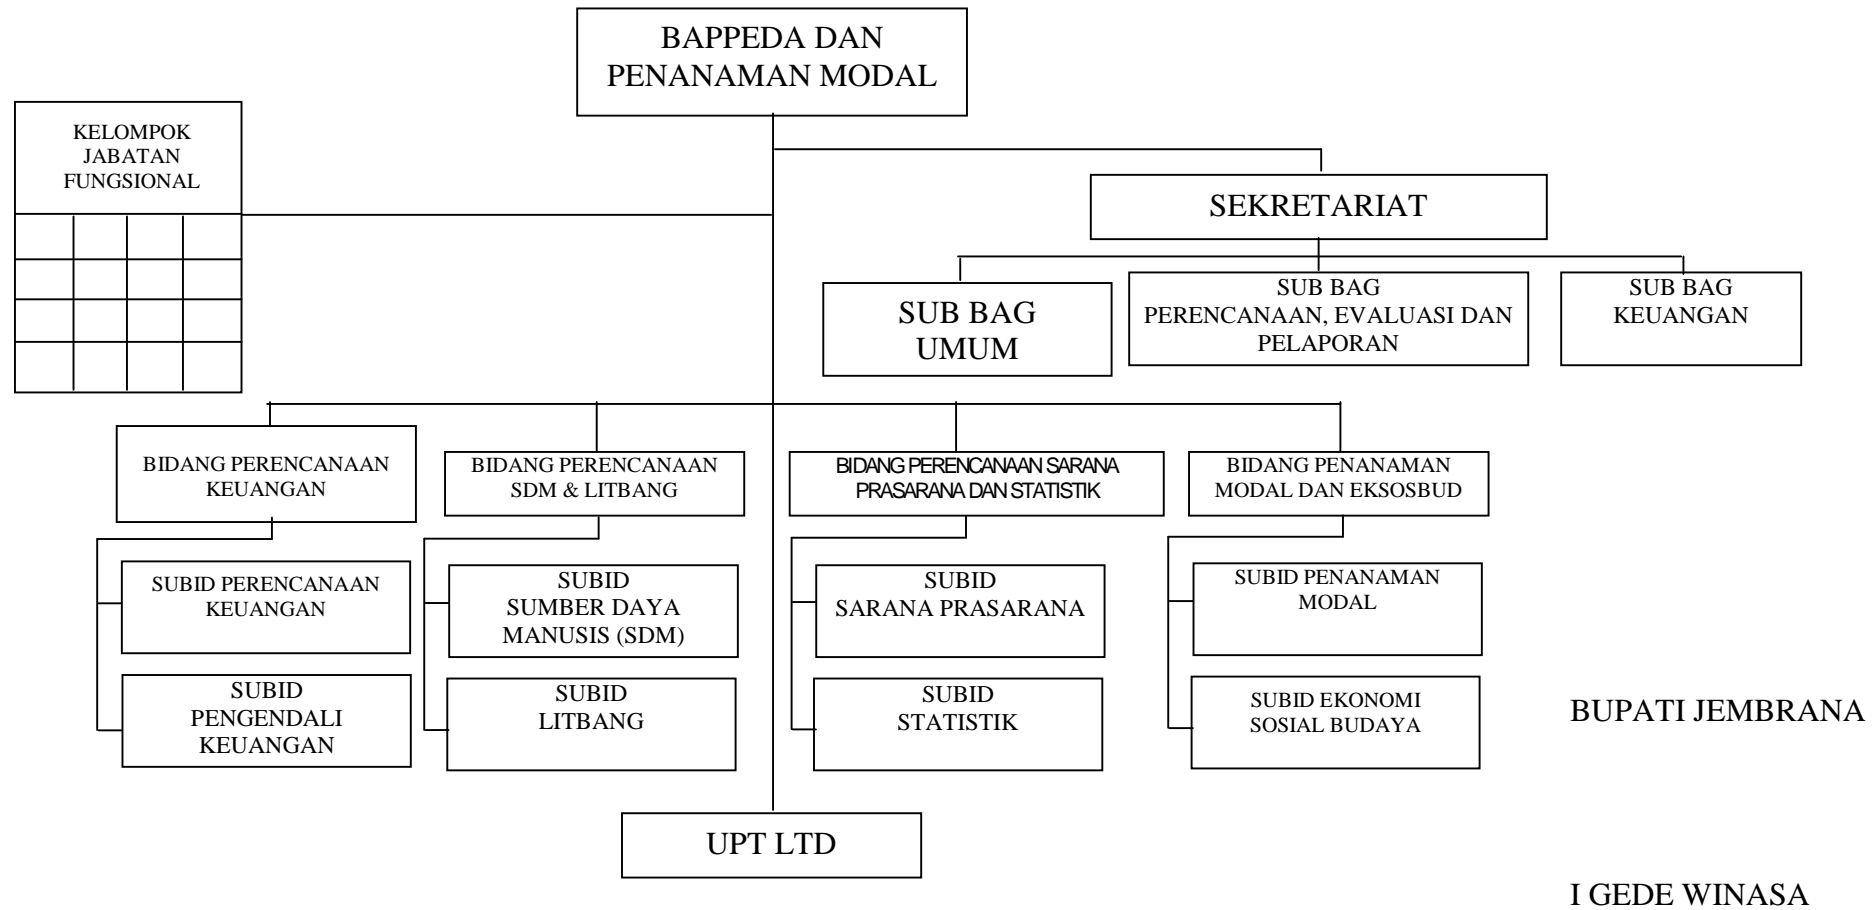 BAPPEDA DAN
PENANAMAN MODAL
KELOMPOK
JABATAN
FUNGSIONAL
SEKRETARIAT
SUB BAG
UMUM
SUB BAG
PERENCANAAN, EVALUASI DAN
PELAPORAN
SUB BAG
KEUANGAN
BIDANG PERENCANAAN
KEUANGAN
BIDANG PERENCANAAN
SDM & LITBANG
BIDANG PERENCANAAN SARANA
PRASARANA DAN STATISTIK
BIDANG PENANAMAN
MODAL DAN EKSOSBUD
SUBID PERENCANAAN
KEUANGAN
SUBID
SUMBER DAYA
MANUSIS (SDM)
SUBID
SARANA PRASARANA
SUBID PENANAMAN
MODAL
SUBID
PENGENDALI
KEUANGAN
SUBID
LITBANG
SUBID
STATISTIK
SUBID EKONOMI
SOSIAL BUDAYA
BUPATI JEMBRANA
UPT LTD
I GEDE WINASA